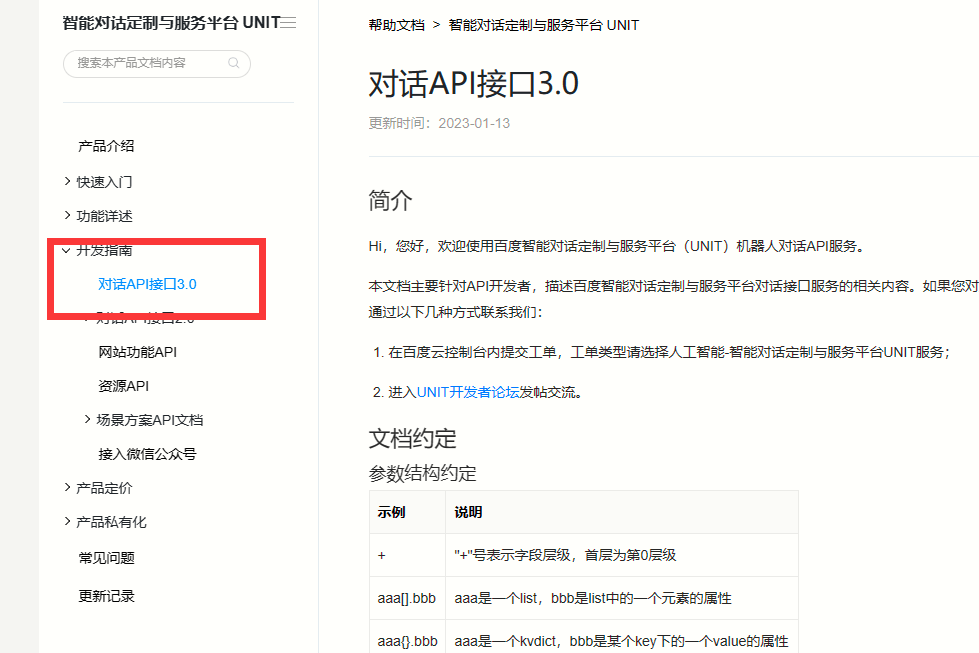 智能对话定制与服务平台 UNIT
搜索本产品文档内容
产品介绍
快速入门
功能详述
开发指南
对话API接口3.0
对话API接口2.0
网站功能API
资源API
场景方案API文档
接入微信公众号
产品定价
产品私有化
常见问题
更新记录
帮助文档 > 智能对话定制与服务平台 UNIT
对话API接口3.0
更新时间：2023-01-13
简介
Hi，您好，欢迎使用百度智能对话定制与服务平台（UNIT）机器人对话API服务。
本文档主要针对API开发者，描述百度智能对话定制与服务平台对话接口服务的相关内容。如果您对
通过以下几种方式联系我们：
1. 在百度云控制台内提交工单，工单类型请选择人工智能-智能对话定制与服务平台UNIT服务；
2. 进入UNIT开发者论坛发帖交流。
文档约定
参数结构约定
示例 说明
+ "+"号表示字段层级，首层为第0层级
aaa[].bbb aaa是一个list，bbb是list中的一个元素的属性
aaa{}.bbb aaa是一个kvdict，bbb是某个key下的一个value的属性